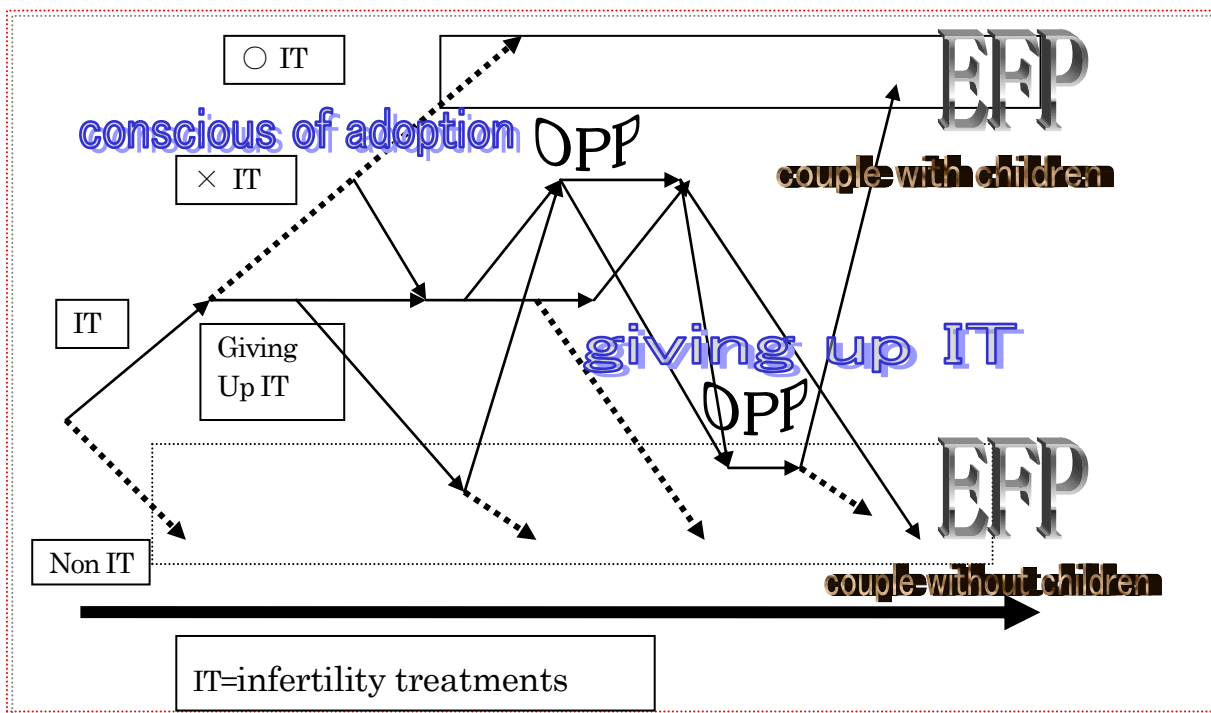 ○ IT
EFP
conscious of adoption
OPP
× IT
couple with children
IT
Giving
Up IT
giving up IT
OPP
EFP
Non IT
couple without children
IT=infertility treatments